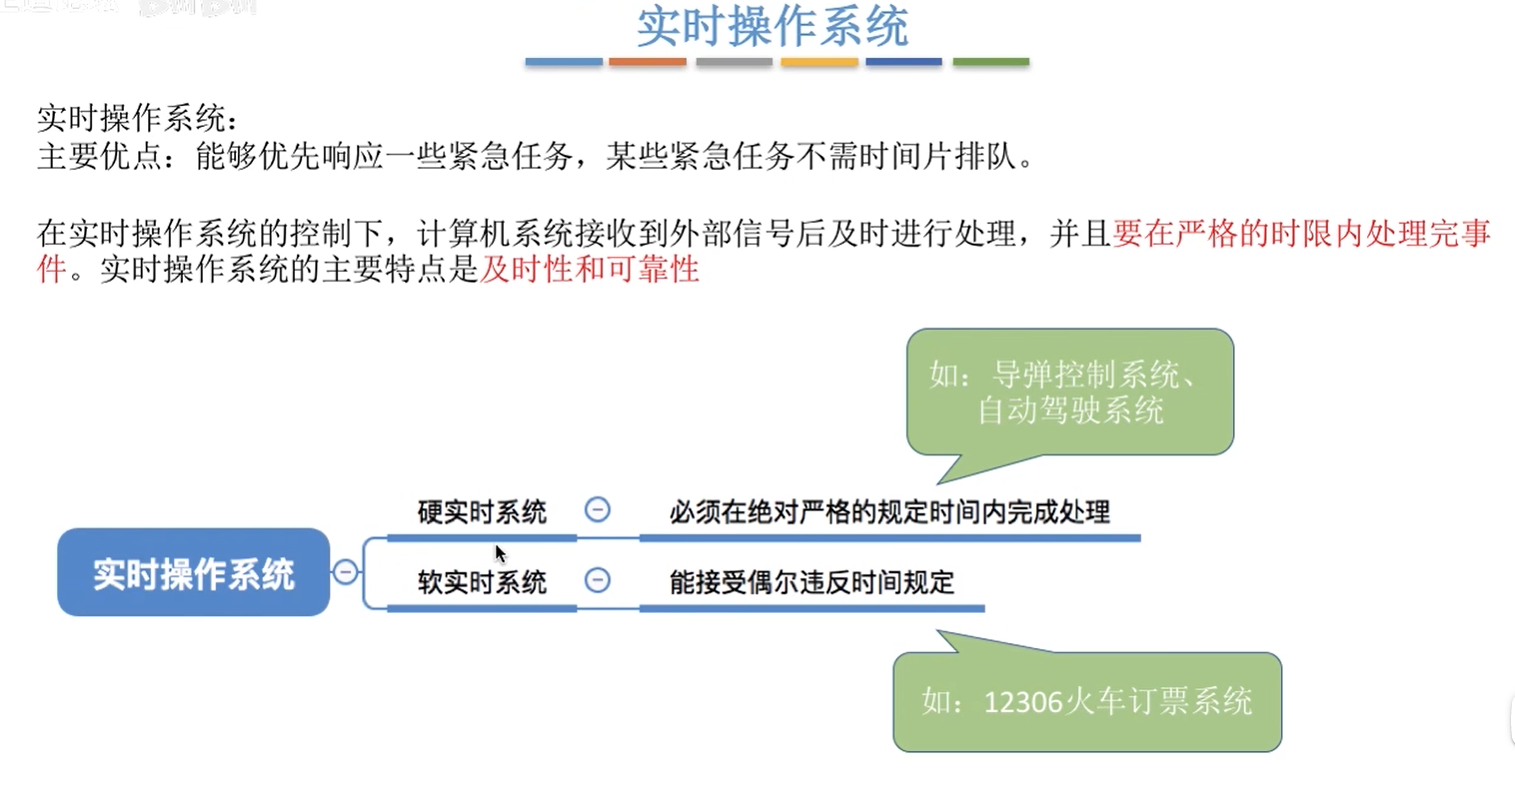 实时操作系统
实时操作系统:
主要优点：能够优先响应一些紧急任务，某些紧急任务不需时间片排队。
在实时操作系统的控制下，计算机系统接收到外部信号后及时进行处理，并且要在严格的时限内处理完事
件。实时操作系统的主要特点是及时性和可靠性
如：导弹控制系统、
自动驾驶系统
硬实时系统
必须在绝对严格的规定时间内完成处理
实时操作系统
软实时系统
能接受偶尔违反时间规定
如：12306火车订票系统